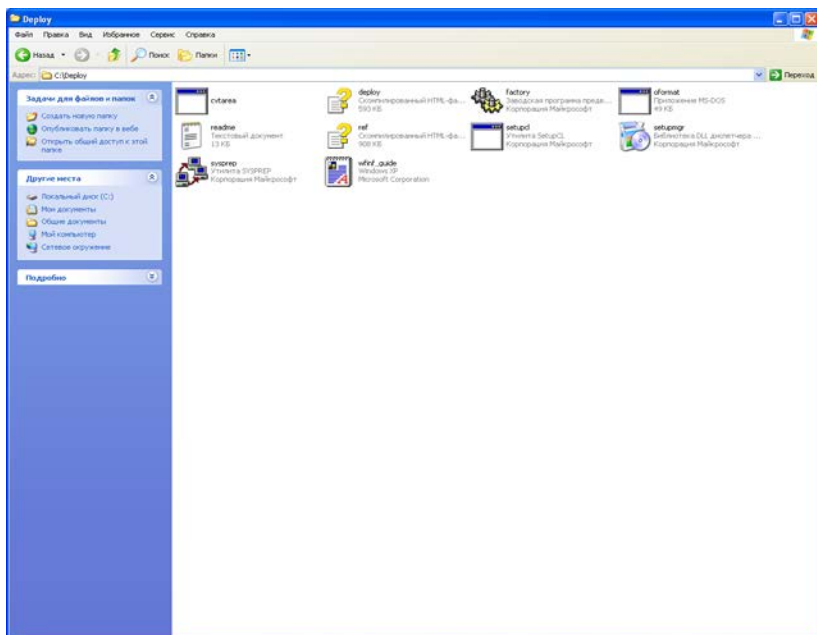 Deploy
Файл Правка Вид Избранное Сервис Справка
Назад Поиск Папки
Адрес: C:\Deploy Переход
Задачи для файлов и папок
Создать новую папку
Опубликовать папку в вебе
Открыть общий доступ к этой папке
Другие места
Локальный диск (C:)
Мои документы
Общие документы
Мой компьютер
Сетевое окружение
Подробно
cvtarea
deploy
Скомпилированный HTML-фа...
593 КБ
factory
Заводская программа предв...
Корпорация Майкрософт
oformat
Приложение MS-DOS
49 КБ
readme
Текстовый документ
13 КБ
ref
Скомпилированный HTML-фа...
908 КБ
setupcl
Утилита SetupCL
Корпорация Майкрософт
setupmgr
Библиотека DLL диспетчера ...
Корпорация Майкрософт
sysprep
Утилита SYSPREP
Корпорация Майкрософт
wfinf_guide
Windows XP
Microsoft Corporation